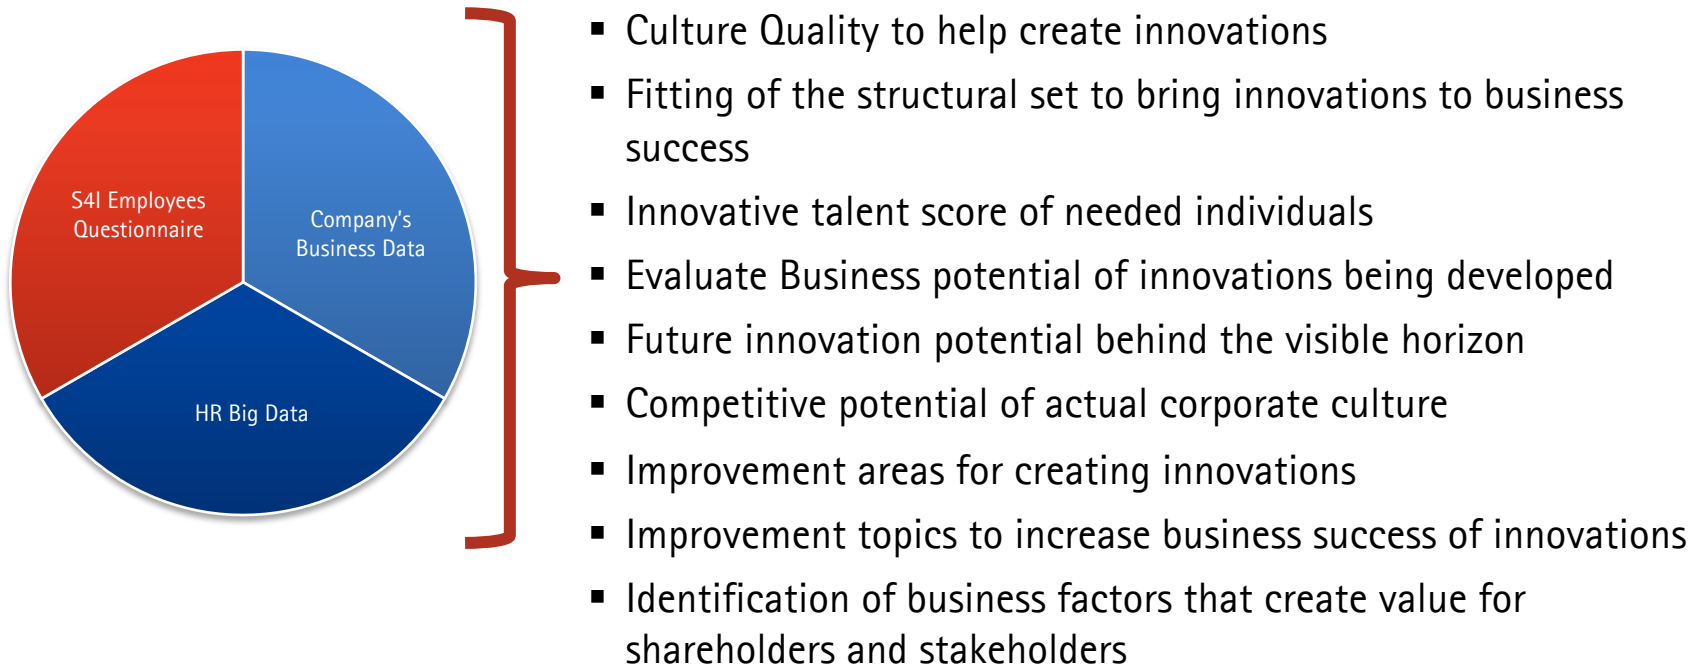 S4I Employees
Questionnaire
Company’s
Business Data
HR Big Data
▪ Culture Quality to help create innovations
▪ Fitting of the structural set to bring innovations to business
success
▪ Innovative talent score of needed individuals
▪ Evaluate Business potential of innovations being developed
▪ Future innovation potential behind the visible horizon
▪ Competitive potential of actual corporate culture
▪ Improvement areas for creating innovations
▪ Improvement topics to increase business success of innovations
▪ Identification of business factors that create value for
shareholders and stakeholders